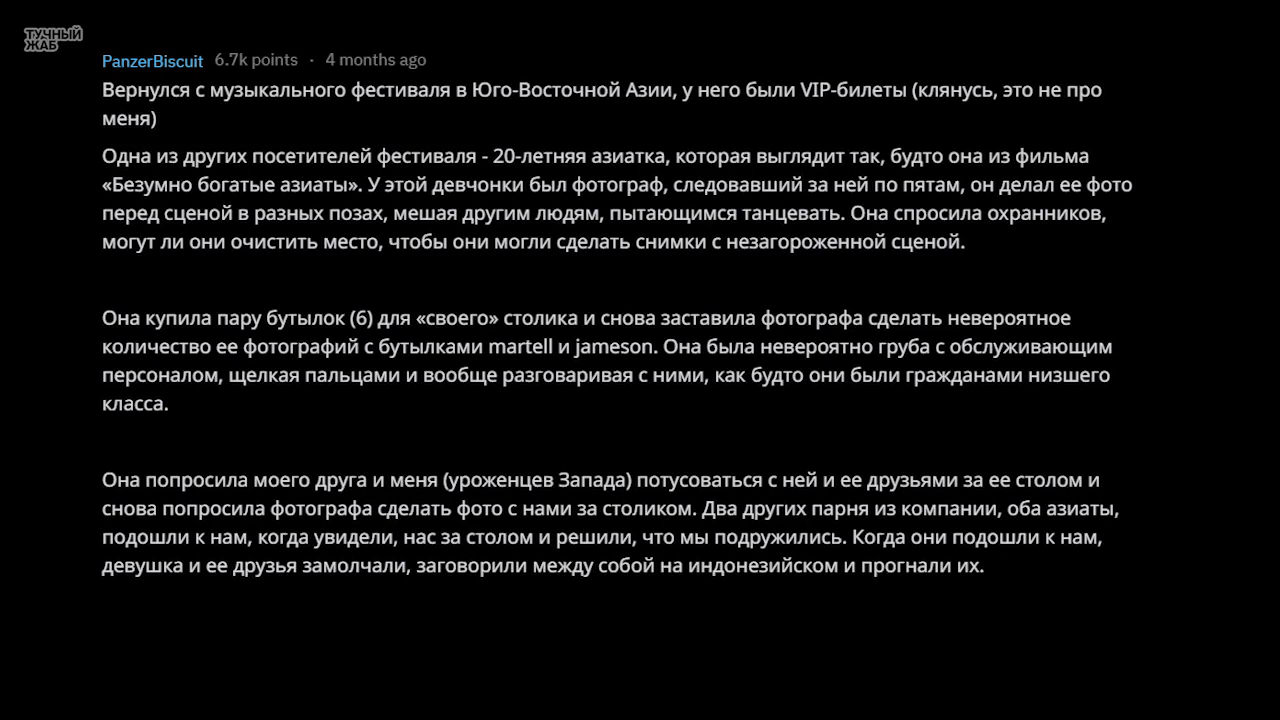 ТУЧНЫЙ
ЖАБ
PanzerBiscuit 6.7k points · 4 months ago
Вернулся с музыкального фестиваля в Юго-Восточной Азии, у него были VIP-билеты (клянусь, это не про
меня)
Одна из других посетителей фестиваля - 20-летняя азиатка, которая выглядит так, будто она из фильма
«Безумно богатые азиаты». У этой девчонки был фотограф, следовавший за ней по пятам, он делал ее фото
перед сценой в разных позах, мешая другим людям, пытающимся танцевать. Она спросила охранников,
могут ли они очистить место, чтобы они могли сделать снимки с незагороженной сценой.
Она купила пару бутылок (6) для «своего» столика и снова заставила фотографа сделать невероятное
количество ее фотографий с бутылками martell и jameson. Она была невероятно груба с обслуживающим
персоналом, щелкая пальцами и вообще разговаривая с ними, как будто они были гражданами низшего
класса.
Она попросила моего друга и меня (уроженцев Запада) потусоваться с ней и ее друзьями за ее столом и
снова попросила фотографа сделать фото с нами за столиком. Два других парня из компании, оба азиаты,
подошли к нам, когда увидели, нас за столом и решили, что мы подружились. Когда они подошли к нам,
девушка и ее друзья замолчали, заговорили между собой на индонезийском и прогнали их.